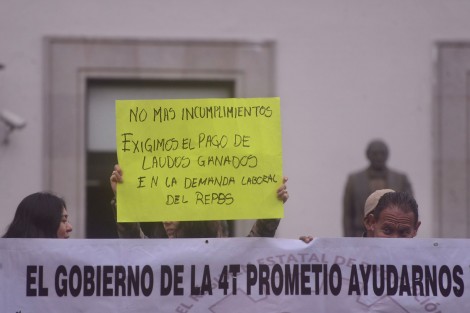 NO MAS INCUMPLIMIENTOS
EXIGIMOS EL PAGO DE
LAUDOS GANADOS
EN LA DEMANDA LABORAL
DEL REPSS
EL GOBIERNO DE LA 4T PROMETIO AYUDARNOS